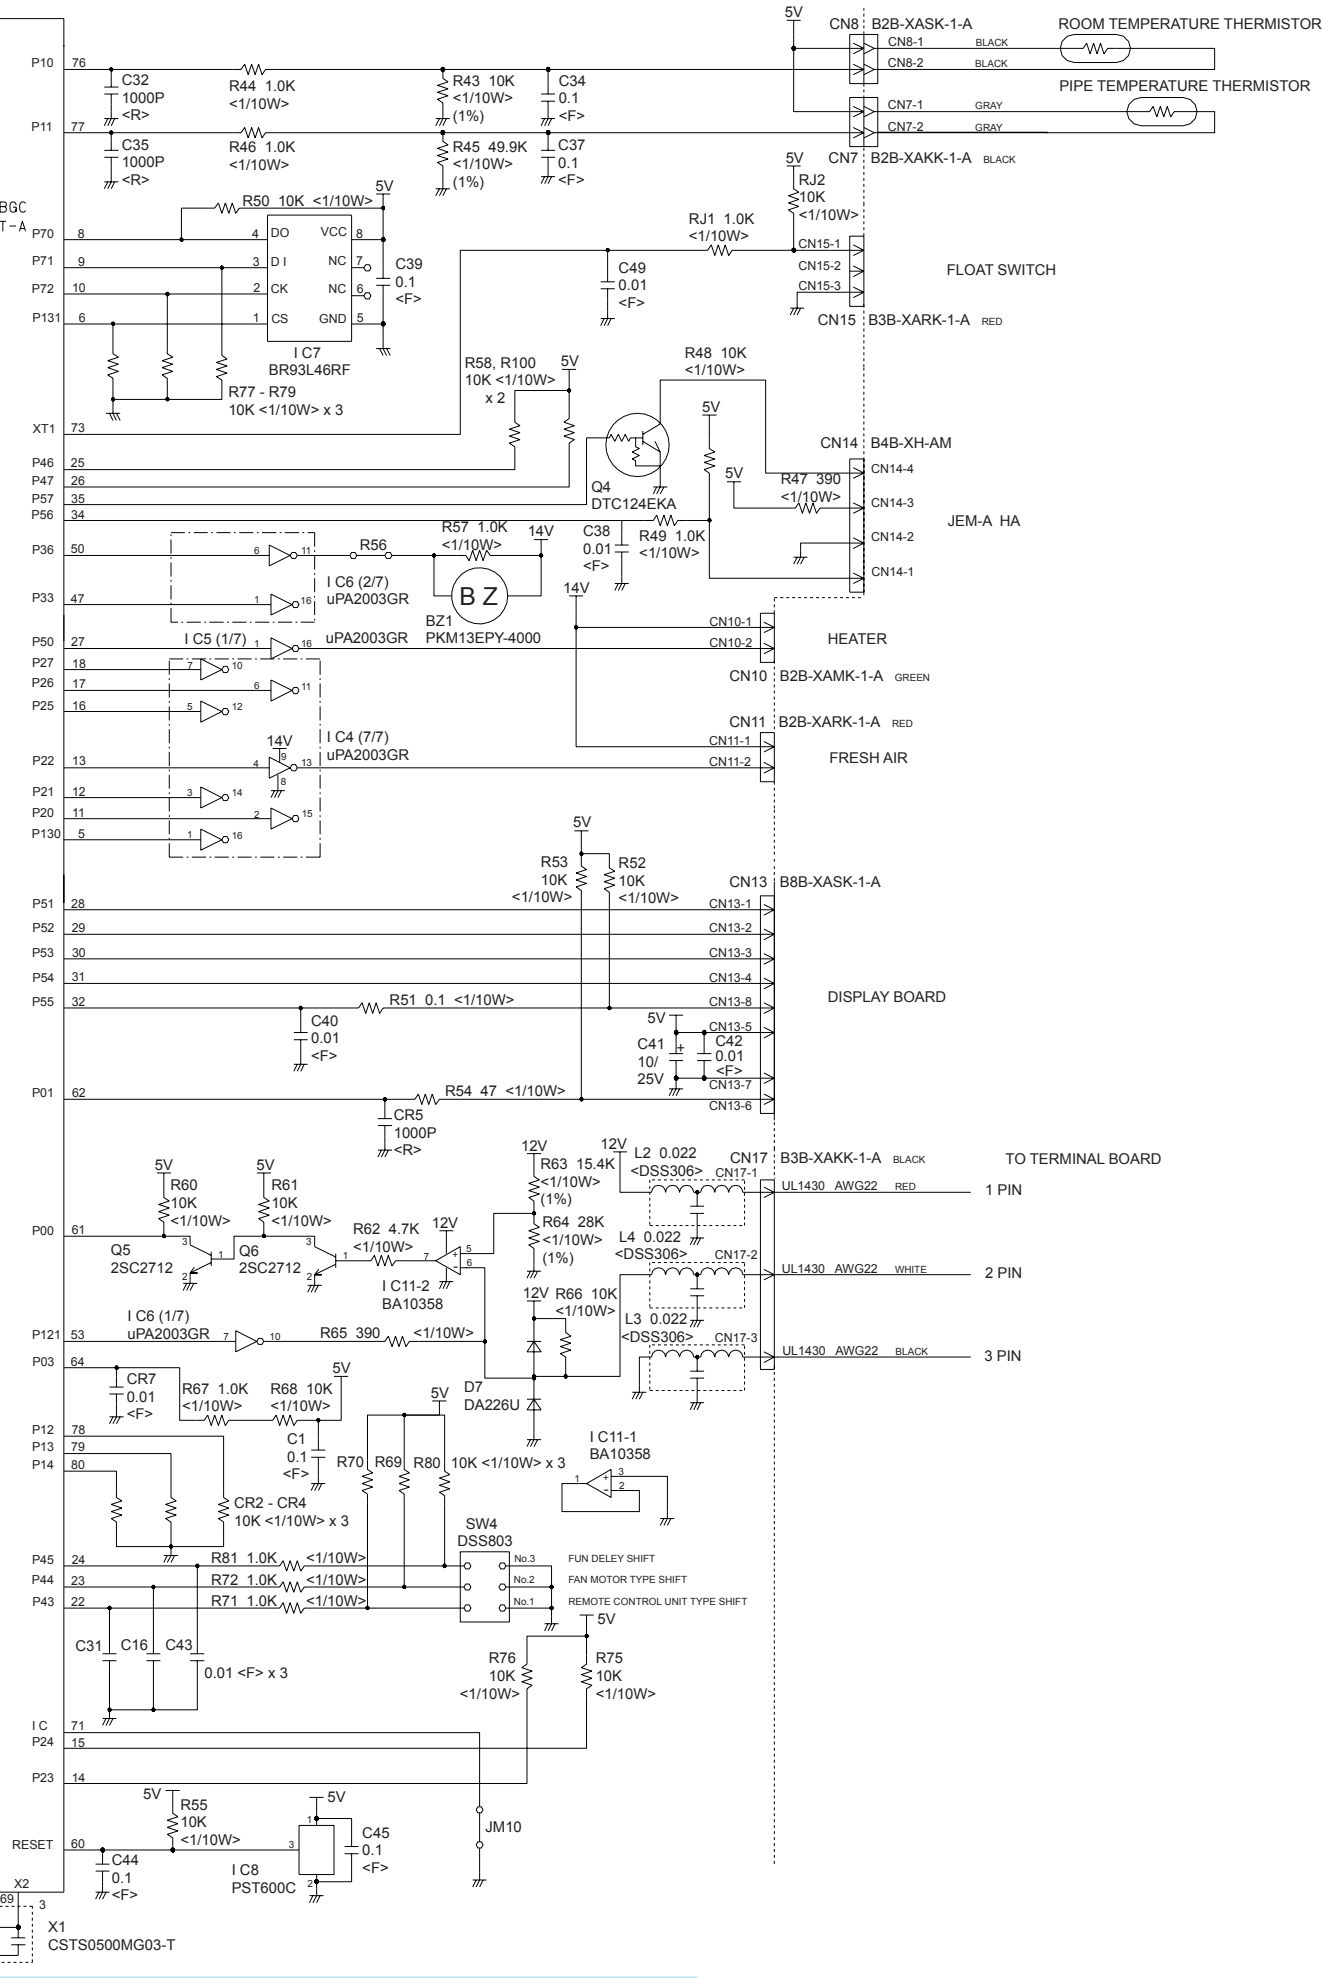 5V
CN8 B2B-XASK-1-A
ROOM TEMPERATURE THERMISTOR
CN8-1 BLACK
CN8-2 BLACK
P10 76
C32
1000P
<R>
R44 1.0K
<1/10W>
R43 10K
<1/10W>
(1%)
C34
0.1
<F>
PIPE TEMPERATURE THERMISTOR
CN7-1 GRAY
CN7-2 GRAY
P11 77
C35
1000P
<R>
R46 1.0K
<1/10W>
R45 49.9K
<1/10W>
(1%)
C37
0.1
<F>
CN7 B2B-XAKK-1-A BLACK
5V
RJ2
10K
<1/10W>
BGC
T-A
R50 10K <1/10W>
5V
P70 8
4 DO VCC 8
P71 9
3 DI NC 7
P72 10
2 CK NC 6
P131 6
1 CS GND 5
C39
0.1
<F>
IC7
BR93L46RF
R77 - R79
10K <1/10W> x 3
RJ1 1.0K
<1/10W>
C49
0.01
<F>
CN15-1
CN15-2
CN15-3
FLOAT SWITCH
CN15 B3B-XARK-1-A RED
R58, R100
10K <1/10W>
x 2
5V
R48 10K
<1/10W>
5V
XT1 73
P46 25
P47 26
P57 35
P56 34
Q4
DTC124EKA
5V
R47 390
<1/10W>
CN14 B4B-XH-AM
CN14-4
CN14-3
CN14-2
CN14-1
JEM-A HA
C38
0.01
<F>
R49 1.0K
<1/10W>
P36 50
6 11
R56
R57 1.0K
<1/10W>
14V
BZ
BZ1
PKM13EPY-4000
IC6 (2/7)
uPA2003GR
P33 47
1 16
14V
P50 27
IC5 (1/7) 1 16 uPA2003GR
CN10-1
CN10-2
HEATER
CN10 B2B-XAMK-1-A GREEN
P27 18
7 10
P26 17
6 11
P25 16
5 12
CN11 B2B-XARK-1-A RED
CN11-1
CN11-2
FRESH AIR
14V
9
IC4 (7/7)
uPA2003GR
P22 13
4 13
8
P21 12
3 14
P20 11
2 15
P130 5
1 16
5V
R53
10K
<1/10W>
R52
10K
<1/10W>
CN13 B8B-XASK-1-A
P51 28
CN13-1
P52 29
CN13-2
P53 30
CN13-3
P54 31
CN13-4
P55 32
R51 0.1 <1/10W>
CN13-8
DISPLAY BOARD
C40
0.01
<F>
5V
CN13-5
C41
10/
25V
+
C42
0.01
<F>
CN13-7
CN13-6
P01 62
R54 47 <1/10W>
CR5
1000P
<R>
12V
R63 15.4K
<1/10W>
(1%)
12V
L2 0.022
<DSS306>
CN17-1
CN17 B3B-XAKK-1-A BLACK
TO TERMINAL BOARD
UL1430 AWG22 RED 1 PIN
5V
R60
10K
<1/10W>
5V
R61
10K
<1/10W>
P00 61
Q5
2SC2712
3
1
2
Q6
2SC2712
3
1
2
R62 4.7K
<1/10W>
12V
7
+ 5
- 6
IC11-2
BA10358
R64 28K
<1/10W>
(1%)
L4 0.022
<DSS306>
CN17-2
UL1430 AWG22 WHITE 2 PIN
12V
R66 10K
<1/10W>
L3 0.022
<DSS306>
CN17-3
UL1430 AWG22 BLACK 3 PIN
IC6 (1/7)
uPA2003GR
P121 53
7 10
R65 390 <1/10W>
P03 64
CR7
0.01
<F>
R67 1.0K
<1/10W>
R68 10K
<1/10W>
5V
C1
0.1
<F>
D7
DA226U
5V
P12 78
P13 79
P14 80
R70 R69 R80 10K <1/10W> x 3
IC11-1
BA10358
1
+ 3
- 2
CR2 - CR4
10K <1/10W> x 3
SW4
DSS803
P45 24
R81 1.0K <1/10W>
No.3 FUN DELEY SHIFT
P44 23
R72 1.0K <1/10W>
No.2 FAN MOTOR TYPE SHIFT
P43 22
R71 1.0K <1/10W>
No.1 REMOTE CONTROL UNIT TYPE SHIFT
5V
C31 C16 C43
0.01 <F> x 3
R76
10K
<1/10W>
R75
10K
<1/10W>
IC 71
P24 15
P23 14
5V
R55
10K
<1/10W>
5V
1
3
2
C45
0.1
<F>
JM10
RESET 60
C44
0.1
<F>
IC8
PST600C
X2
69
3
X1
CSTS0500MG03-T